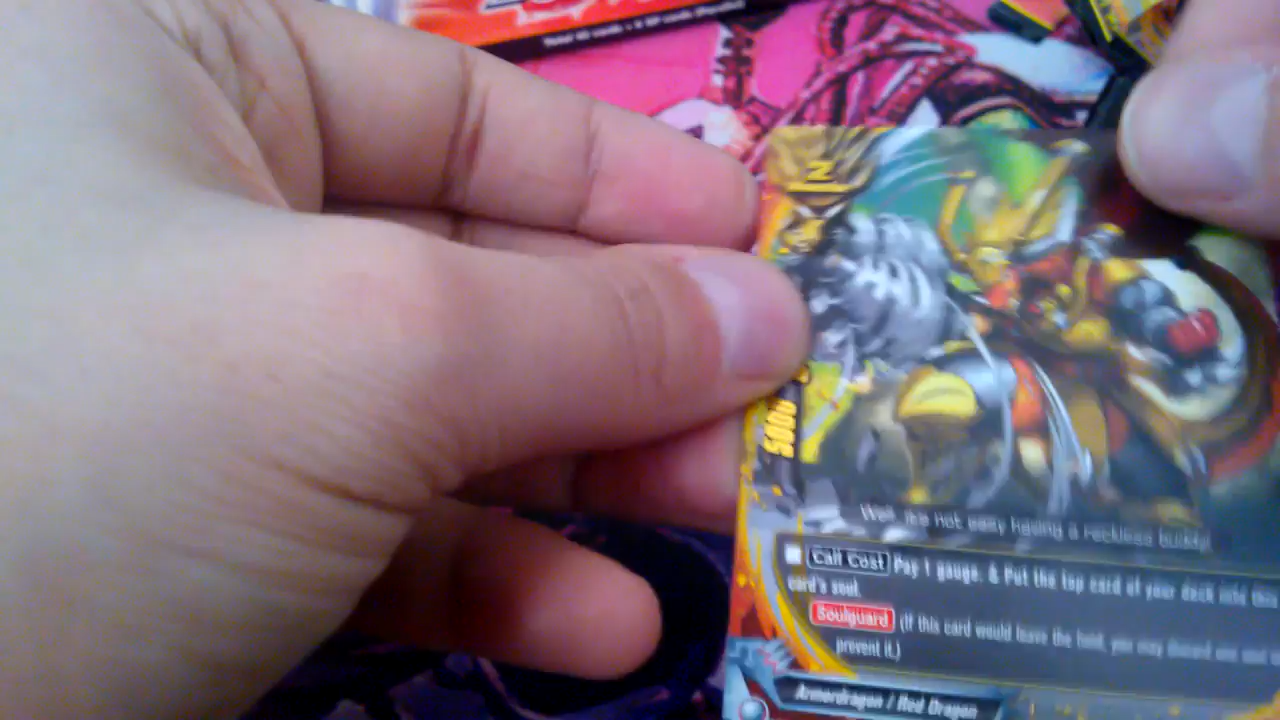 2
5000
Well, it's not easy having a reckless buddy.
■ Call Cost Pay 1 gauge. & Put the top card of your deck into this
card's soul.
Soulguard (If this card would leave the field, you may discard one soul
prevent it.)
Armordragon / Red Dragon